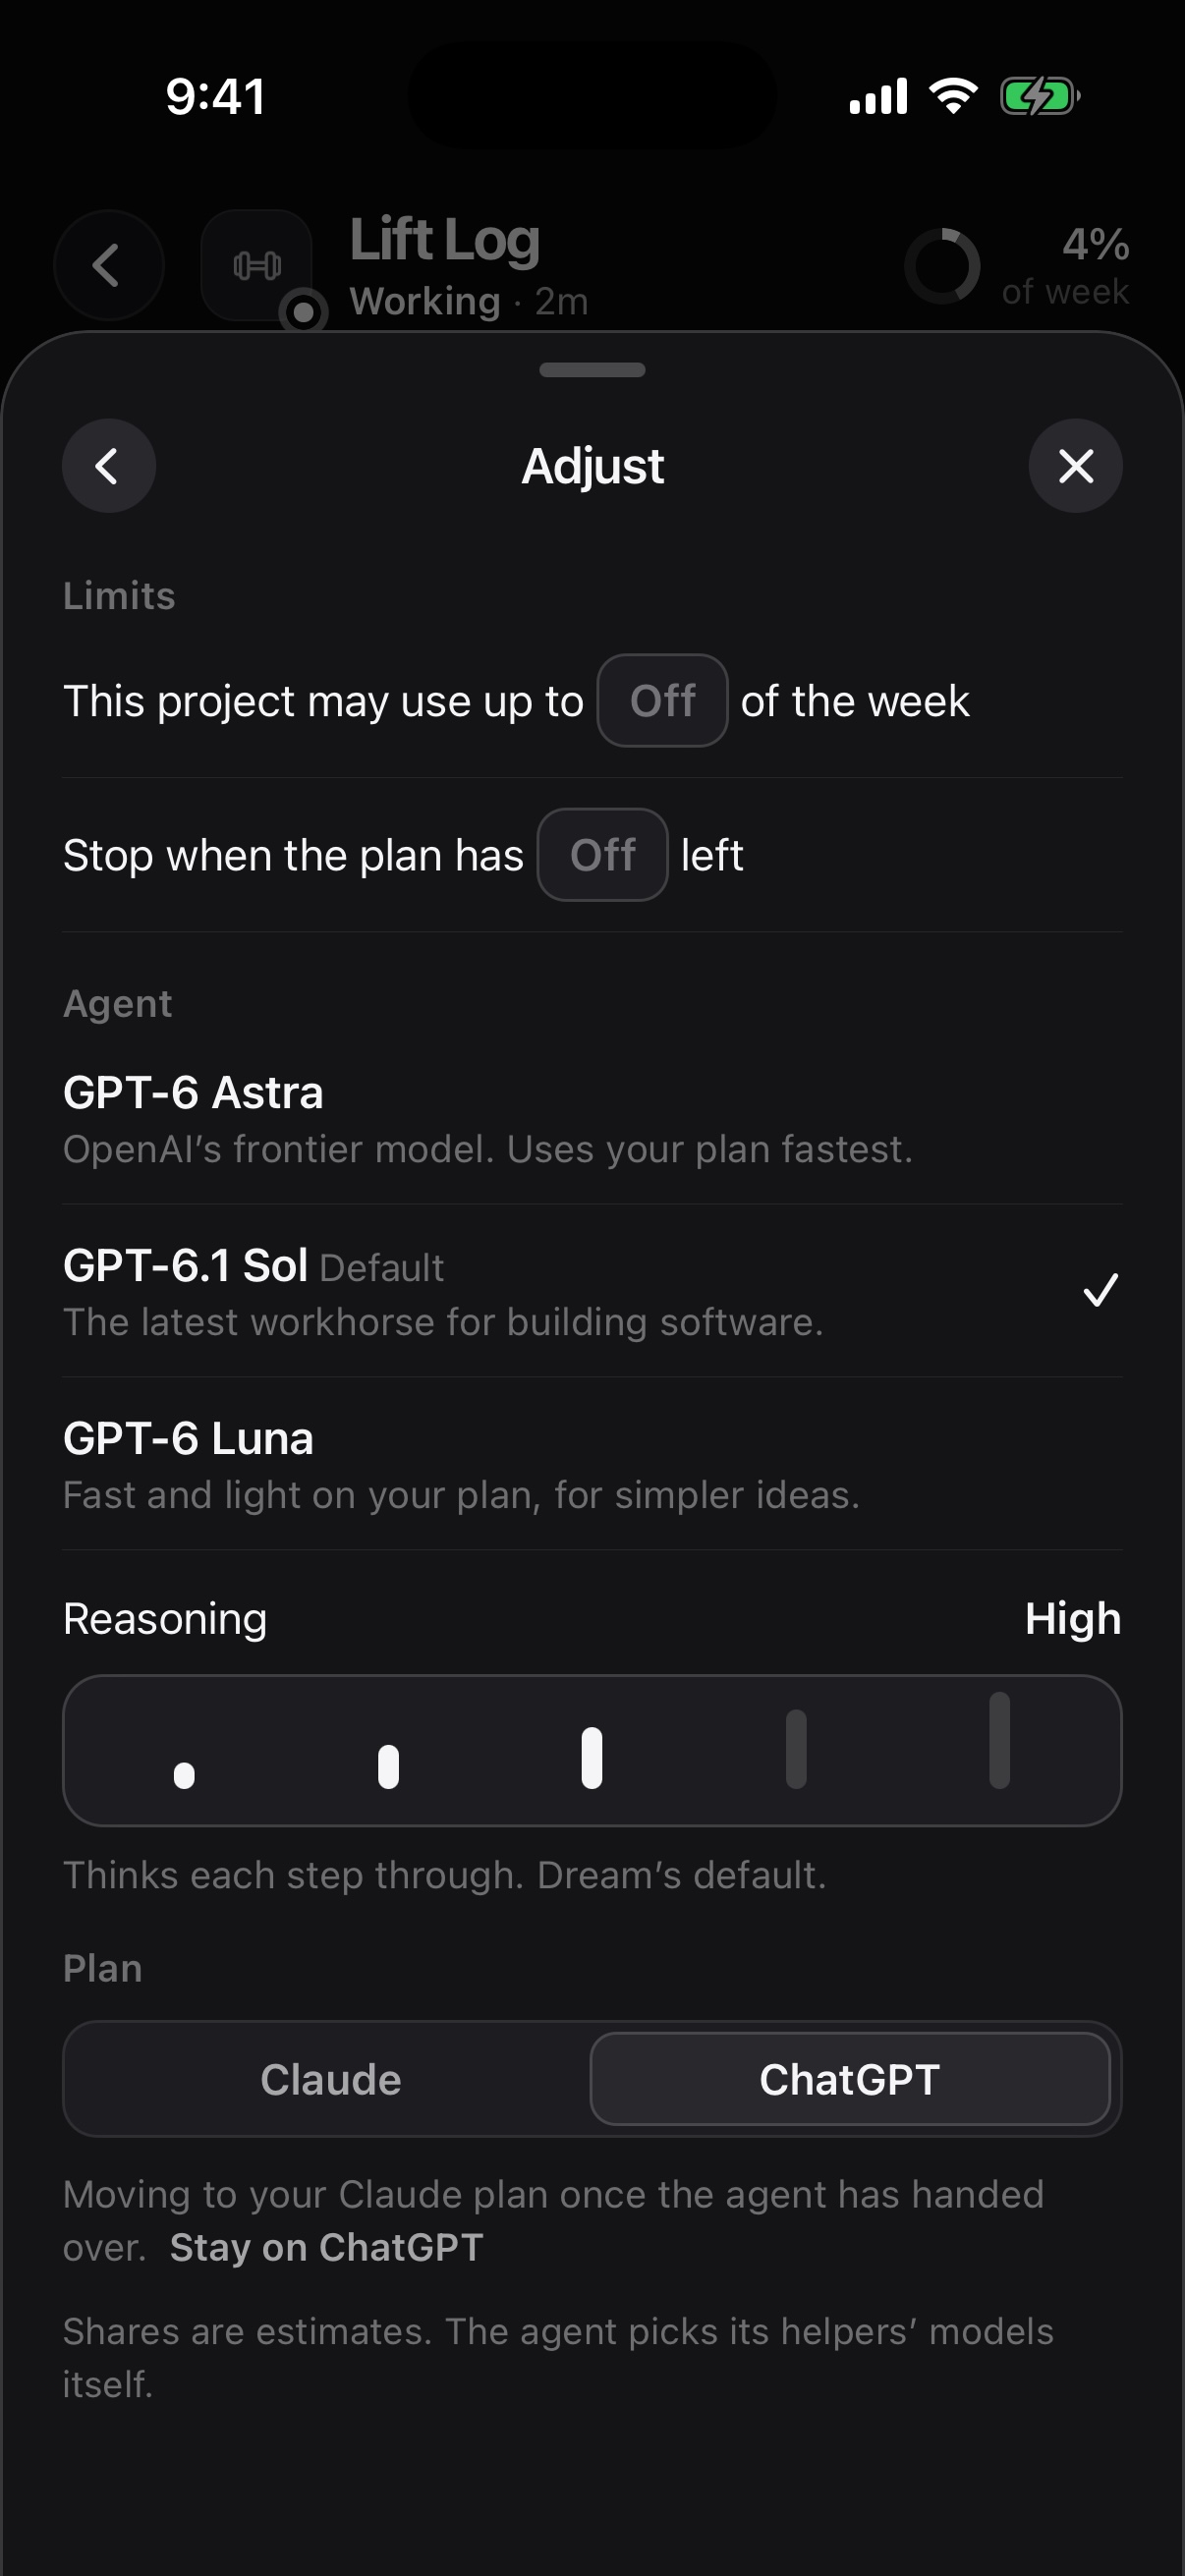 9:41
Lift Log
Working · 2m
4%
of week
Adjust
Limits
This project may use up to Off of the week
Stop when the plan has Off left
Agent
GPT-6 Astra
OpenAI’s frontier model. Uses your plan fastest.
GPT-6.1 Sol Default
The latest workhorse for building software.
GPT-6 Luna
Fast and light on your plan, for simpler ideas.
Reasoning High
Thinks each step through. Dream’s default.
Plan
Claude ChatGPT
Moving to your Claude plan once the agent has handed
over. Stay on ChatGPT
Shares are estimates. The agent picks its helpers’ models
itself.